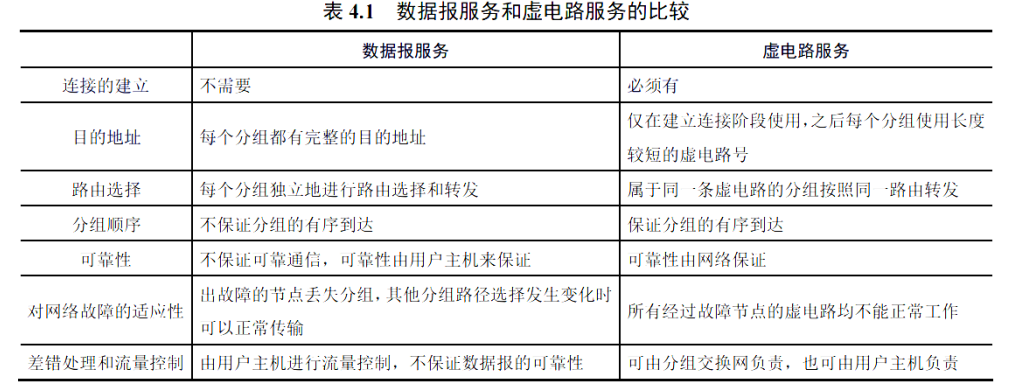 表 4.1 数据报服务和虚电路服务的比较
数据报服务 虚电路服务
连接的建立 不需要 必须有
目的地址 每个分组都有完整的目的地址 仅在建立连接阶段使用，之后每个分组使用长度
较短的虚电路号
路由选择 每个分组独立地进行路由选择和转发 属于同一条虚电路的分组按照同一路由转发
分组顺序 不保证分组的有序到达 保证分组的有序到达
可靠性 不保证可靠通信，可靠性由用户主机来保证 可靠性由网络保证
对网络故障的适应性 出故障的节点丢失分组，其他分组路径选择发生变化时
可以正常传输 所有经过故障节点的虚电路均不能正常工作
差错处理和流量控制 由用户主机进行流量控制，不保证数据报的可靠性 可由分组交换网负责，也可由用户主机负责